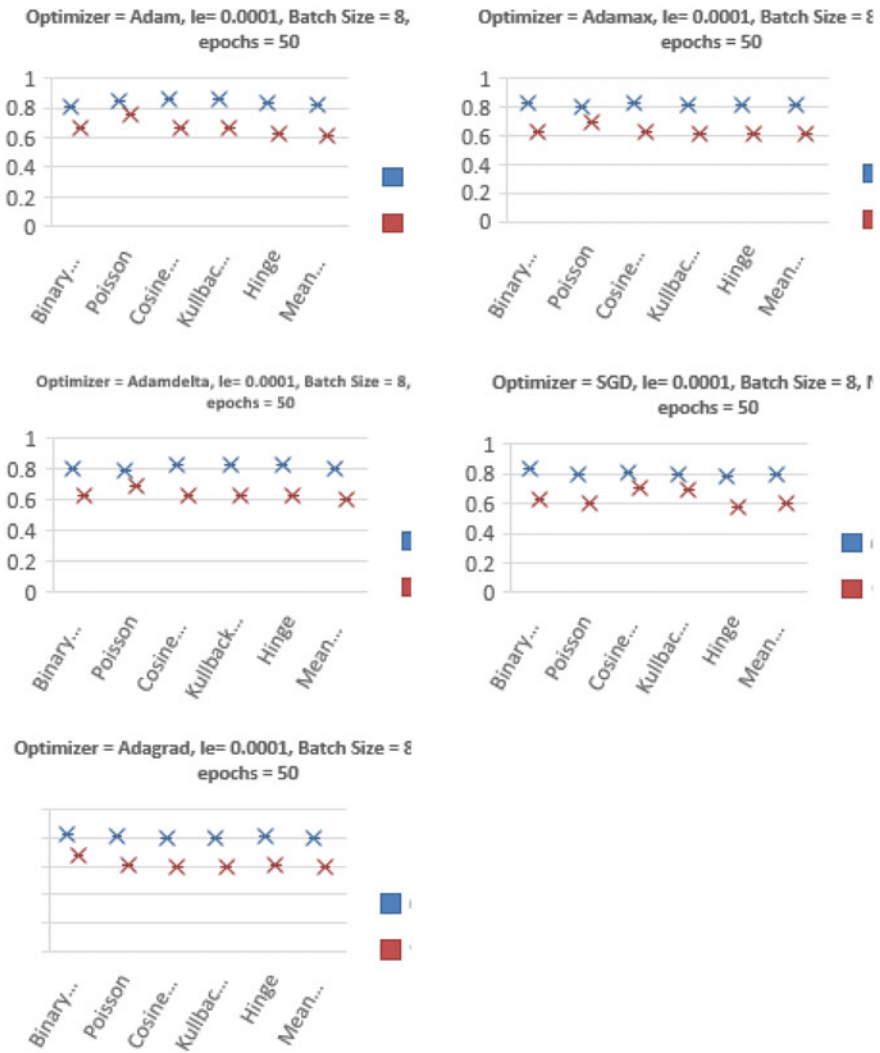 Optimizer = Adam, le= 0.0001, Batch Size = 8,
epochs = 50
1
0.8
0.6
0.4
0.2
0
Binary...
Poisson
Cosine...
Kullbac...
Hinge
Mean...
Optimizer = Adamax, le= 0.0001, Batch Size = 8
epochs = 50
1
0.8
0.6
0.4
0.2
0
Binary...
Poisson
Cosine...
Kullbac...
Hinge
Mean...
Optimizer = Adamdelta, le= 0.0001, Batch Size = 8,
epochs = 50
1
0.8
0.6
0.4
0.2
0
Binary...
Poisson
Cosine...
Kullback...
Hinge
Mean...
Optimizer = SGD, le= 0.0001, Batch Size = 8,
epochs = 50
1
0.8
0.6
0.4
0.2
0
Binary...
Poisson
Cosine...
Kullbac...
Hinge
Mean...
Optimizer = Adagrad, le= 0.0001, Batch Size = 8
epochs = 50
Binary...
Poisson
Cosine...
Kullbac...
Hinge
Mean...